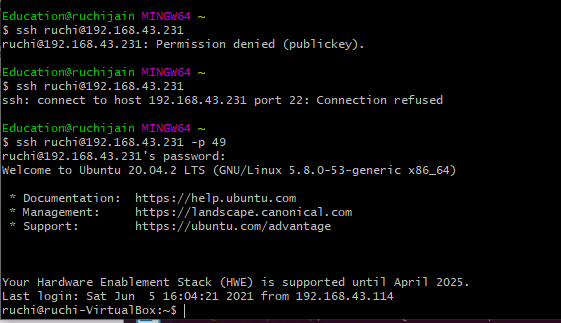 Education@ruchijain MINGW64 ~
$ ssh ruchi@192.168.43.231
ruchi@192.168.43.231: Permission denied (publickey).
Education@ruchijain MINGW64 ~
$ ssh ruchi@192.168.43.231
ssh: connect to host 192.168.43.231 port 22: Connection refused
Education@ruchijain MINGW64 ~
$ ssh ruchi@192.168.43.231 -p 49
ruchi@192.168.43.231's password:
Welcome to Ubuntu 20.04.2 LTS (GNU/Linux 5.8.0-53-generic x86_64)
* Documentation:  https://help.ubuntu.com
* Management:     https://landscape.canonical.com
* Support:        https://ubuntu.com/advantage
Your Hardware Enablement Stack (HWE) is supported until April 2025.
Last login: Sat Jun  5 16:04:21 2021 from 192.168.43.114
ruchi@ruchi-VirtualBox:~$